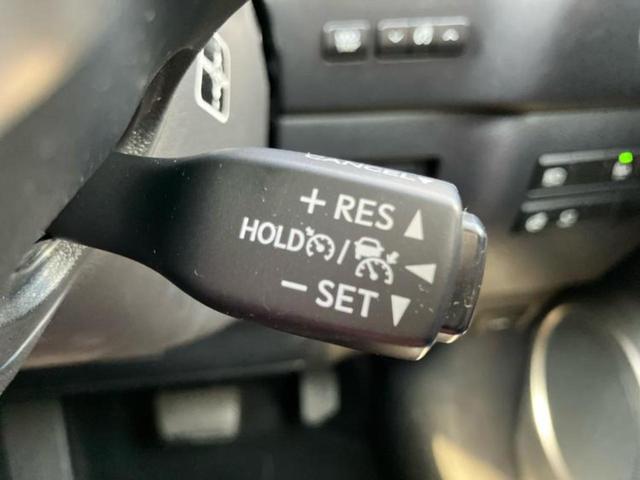 CANCEL
+ RES ▲
HOLD / ◀
− SET ▼